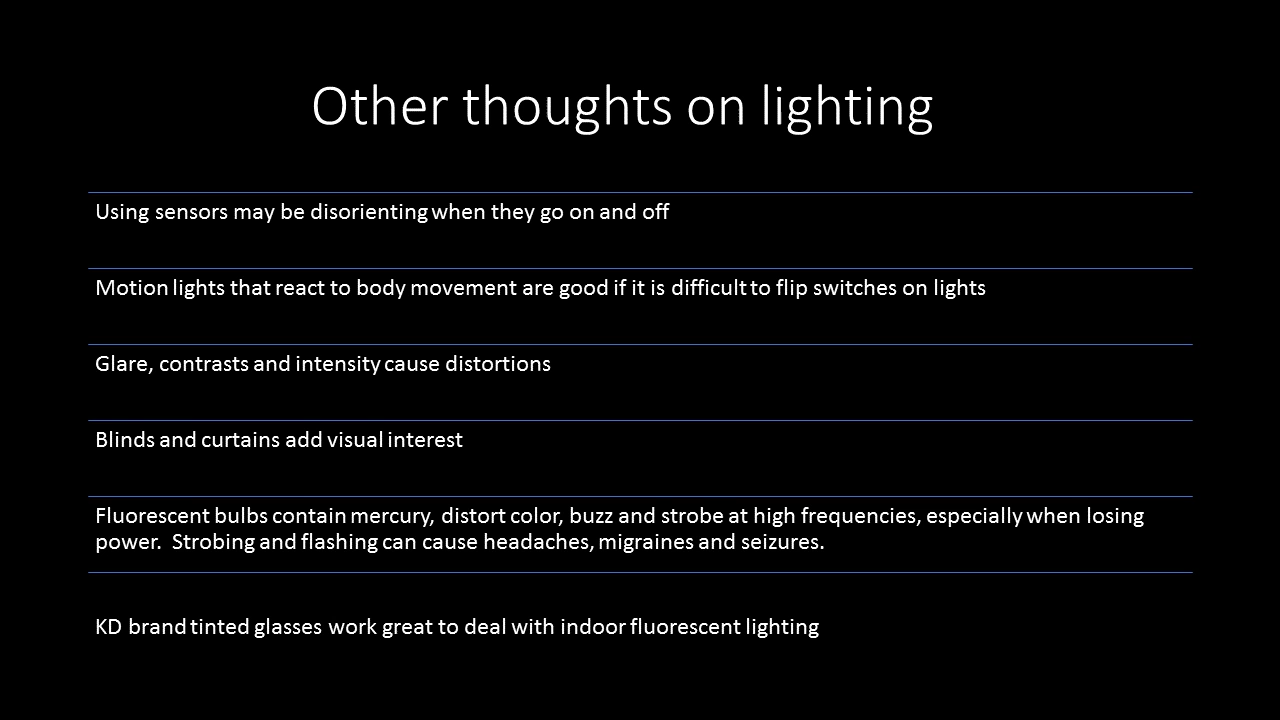 Other thoughts on lighting
Using sensors may be disorienting when they go on and off
Motion lights that react to body movement are good if it is difficult to flip switches on lights
Glare, contrasts and intensity cause distortions
Blinds and curtains add visual interest
Fluorescent bulbs contain mercury, distort color, buzz and strobe at high frequencies, especially when losing
power.  Strobing and flashing can cause headaches, migraines and seizures.
KD brand tinted glasses work great to deal with indoor fluorescent lighting